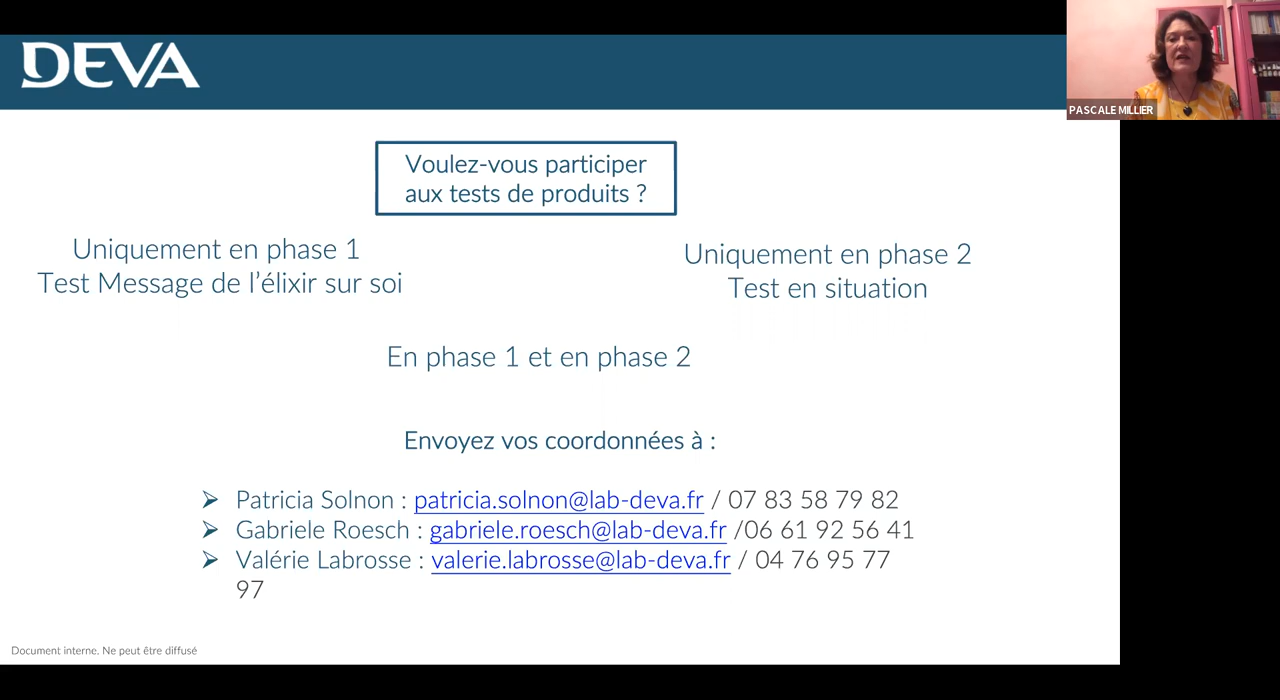 DEVA
PASCALE MILLIER
Voulez-vous participer
aux tests de produits ?
Uniquement en phase 1
Test Message de l'élixir sur soi
Uniquement en phase 2
Test en situation
En phase 1 et en phase 2
Envoyez vos coordonnées à :
➢ Patricia Solnon : patricia.solnon@lab-deva.fr / 07 83 58 79 82
➢ Gabriele Roesch : gabriele.roesch@lab-deva.fr /06 61 92 56 41
➢ Valérie Labrosse : valerie.labrosse@lab-deva.fr / 04 76 95 77
97
Document interne. Ne peut être diffusé